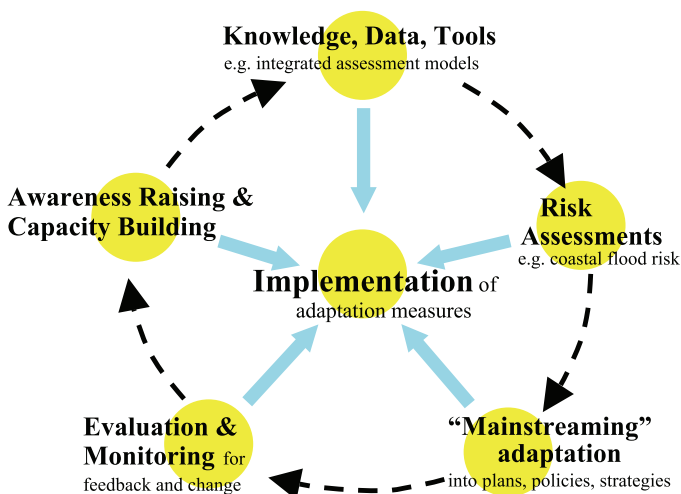 Knowledge, Data, Tools
e.g. integrated assessment models
Awareness Raising &
Capacity Building
Risk
Assessments
e.g. coastal flood risk
Implementation of
adaptation measures
Evaluation &
Monitoring for
feedback and change
“Mainstreaming”
adaptation
into plans, policies, strategies